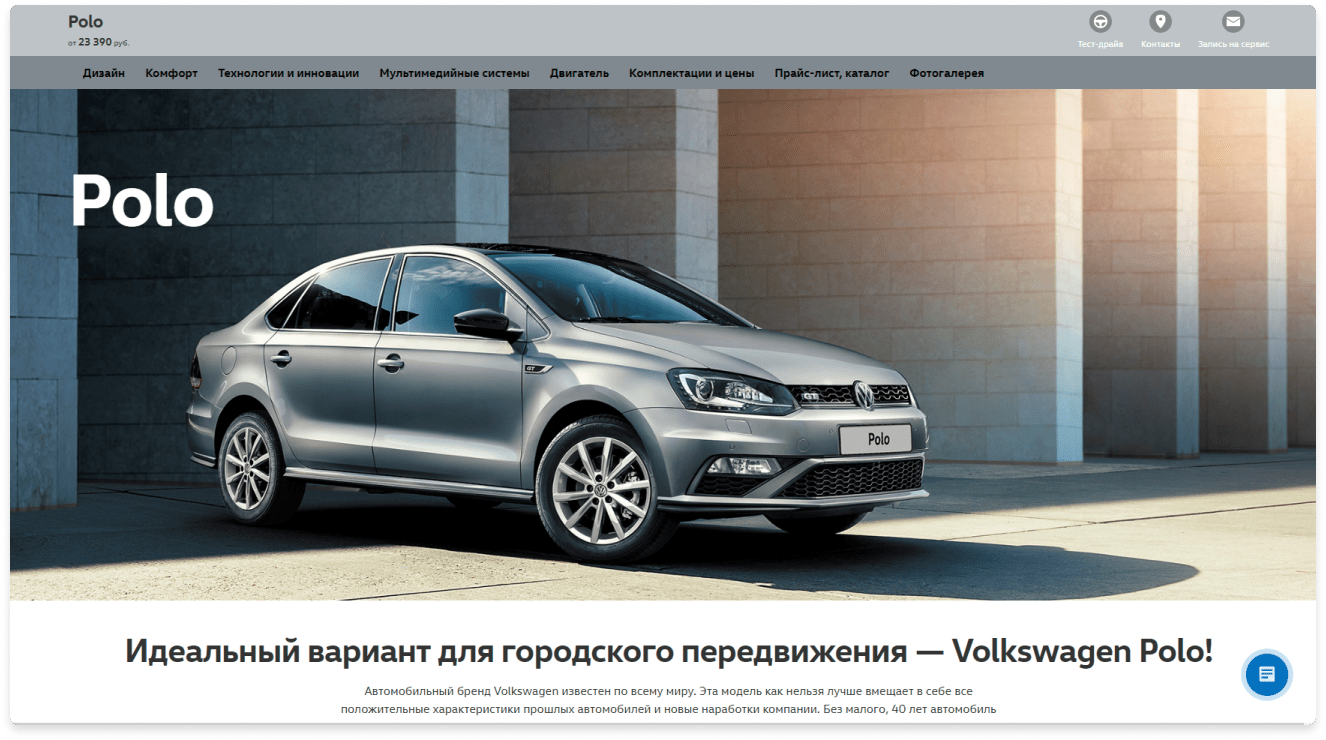 Polo
от 23 390 руб.
Тест-драйв
Контакты
Запись на сервис
Дизайн
Комфорт
Технологии и инновации
Мультимедийные системы
Двигатель
Комплектации и цены
Прайс-лист, каталог
Фотогалерея
Polo
GT
GT
Polo
Идеальный вариант для городского передвижения — Volkswagen Polo!
Автомобильный бренд Volkswagen известен по всему миру. Эта модель как нельзя лучше вмещает в себе все
положительные характеристики прошлых автомобилей и новые наработки компании. Без малого, 40 лет автомобиль